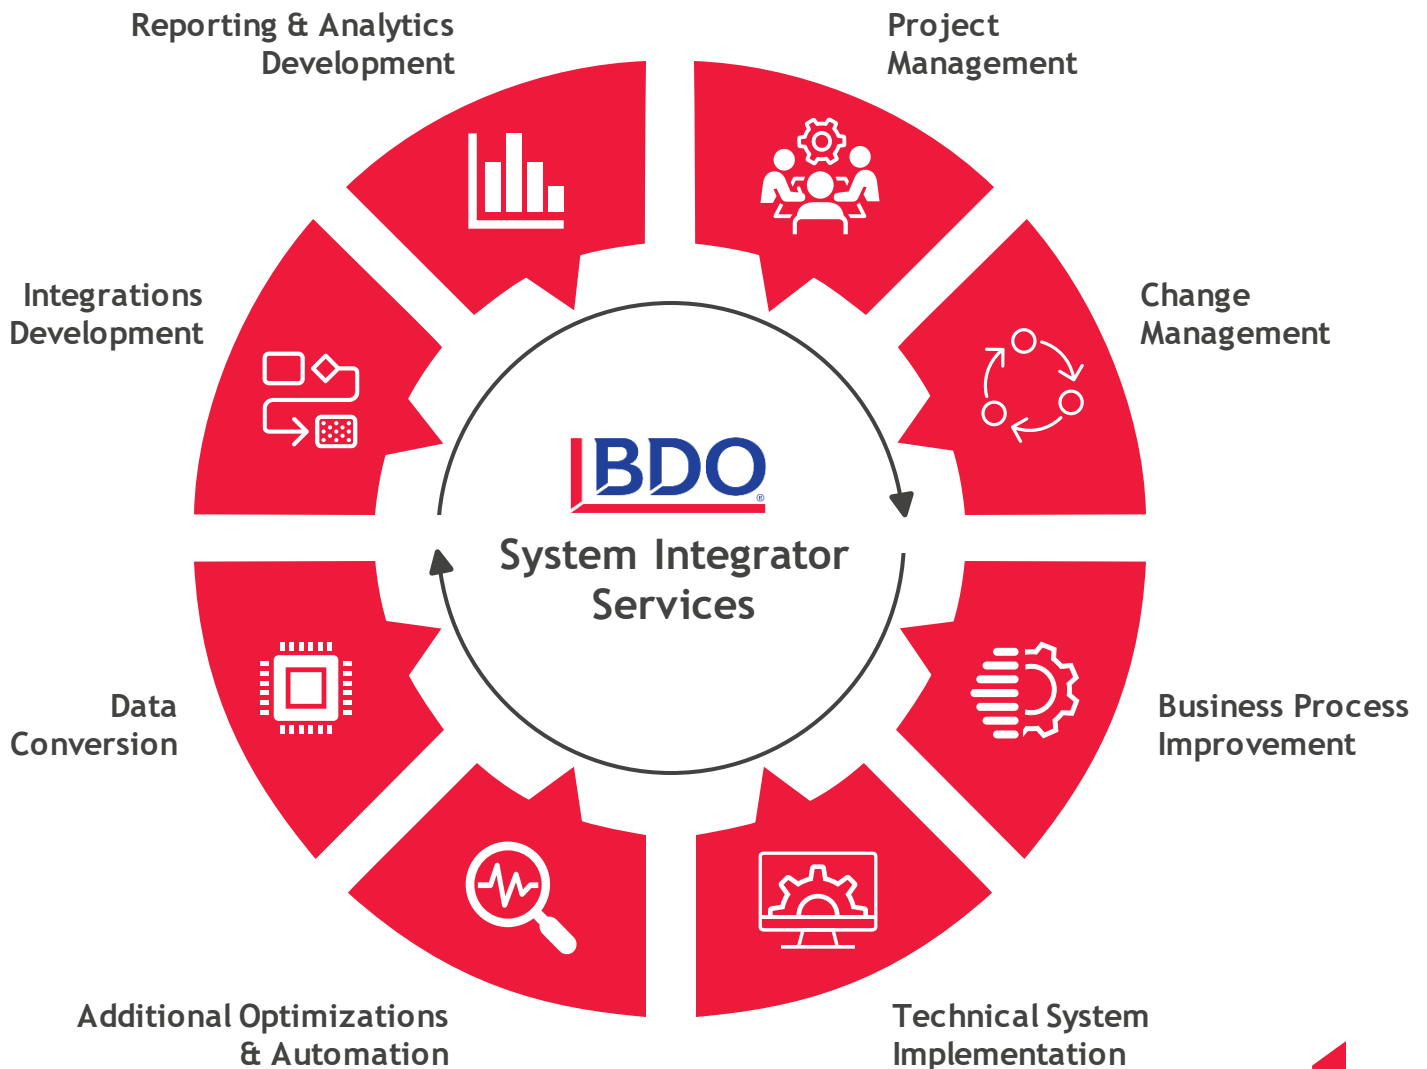 Reporting & Analytics
Development
Project
Management
Integrations
Development
Change
Management
BDO
®
System Integrator
Services
Data
Conversion
Business Process
Improvement
Additional Optimizations
& Automation
Technical System
Implementation